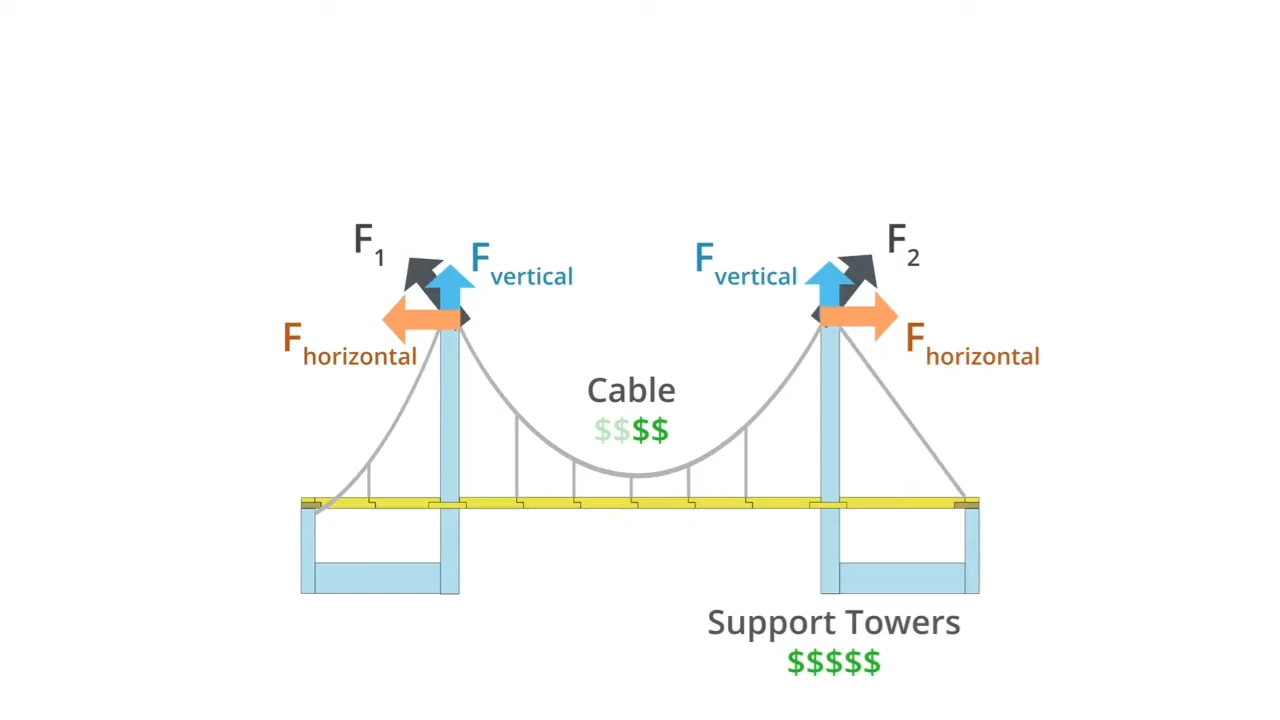 F1
Fvertical
Fvertical
F2
Fhorizontal
Fhorizontal
Cable
$$$$
Support Towers
$$$$$